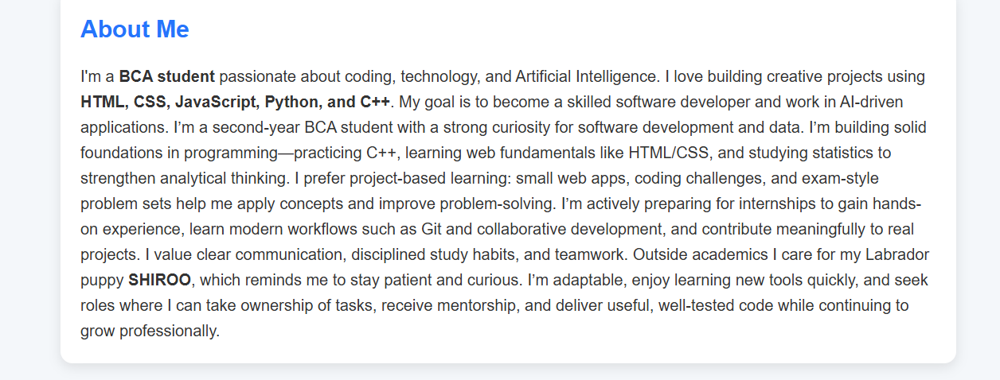 About Me
I'm a BCA student passionate about coding, technology, and Artificial Intelligence. I love building creative projects using
HTML, CSS, JavaScript, Python, and C++. My goal is to become a skilled software developer and work in AI-driven
applications. I’m a second-year BCA student with a strong curiosity for software development and data. I’m building solid
foundations in programming—practicing C++, learning web fundamentals like HTML/CSS, and studying statistics to
strengthen analytical thinking. I prefer project-based learning: small web apps, coding challenges, and exam-style
problem sets help me apply concepts and improve problem-solving. I’m actively preparing for internships to gain hands-
on experience, learn modern workflows such as Git and collaborative development, and contribute meaningfully to real
projects. I value clear communication, disciplined study habits, and teamwork. Outside academics I care for my Labrador
puppy SHIROO, which reminds me to stay patient and curious. I’m adaptable, enjoy learning new tools quickly, and seek
roles where I can take ownership of tasks, receive mentorship, and deliver useful, well-tested code while continuing to
grow professionally.